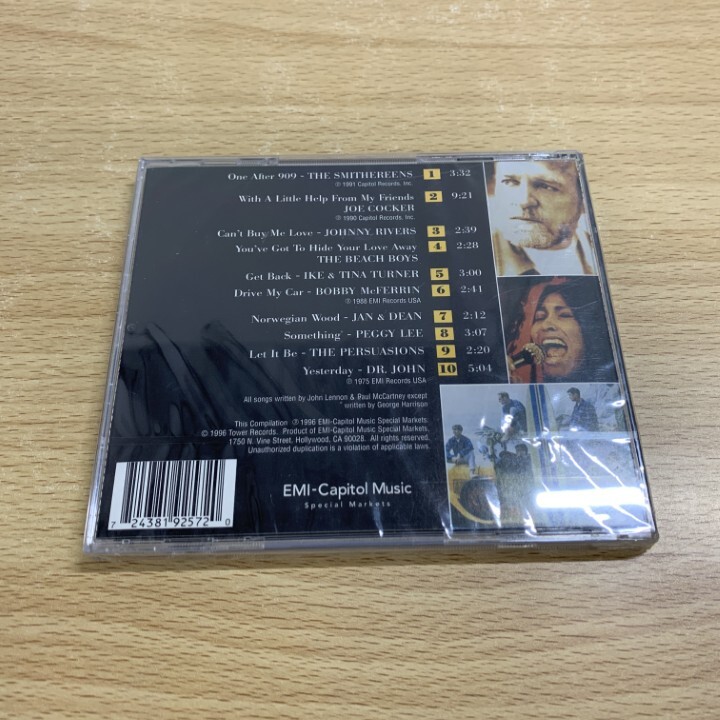 One After 909 - THE SMITHEREENS 1 3:32
℗ 1991 Capitol Records, Inc.
With A Little Help From My Friends 2 9:21
JOE COCKER
℗ 1990 Capitol Records, Inc.
Can't Buy Me Love - JOHNNY RIVERS 3 2:39
You've Got To Hide Your Love Away 4 2:28
THE BEACH BOYS
Get Back - IKE & TINA TURNER 5 3:00
Drive My Car - BOBBY McFERRIN 6 2:41
℗ 1988 EMI Records USA
Norwegian Wood - JAN & DEAN 7 2:12
Something* - PEGGY LEE 8 3:07
Let It Be - THE PERSUASIONS 9 2:20
Yesterday - DR. JOHN 10 5:04
℗ 1975 EMI Records USA
All songs written by John Lennon & Paul McCartney except
*written by George Harrison
This Compilation ℗ 1996 EMI-Capitol Music Special Markets.
© 1996 Tower Records. Product of EMI-Capitol Music Special Markets.
1750 N. Vine Street, Hollywood, CA 90028. All rights reserved.
Unauthorized duplication is a violation of applicable laws.
EMI-Capitol Music
Special Markets
7 24381 92572 0